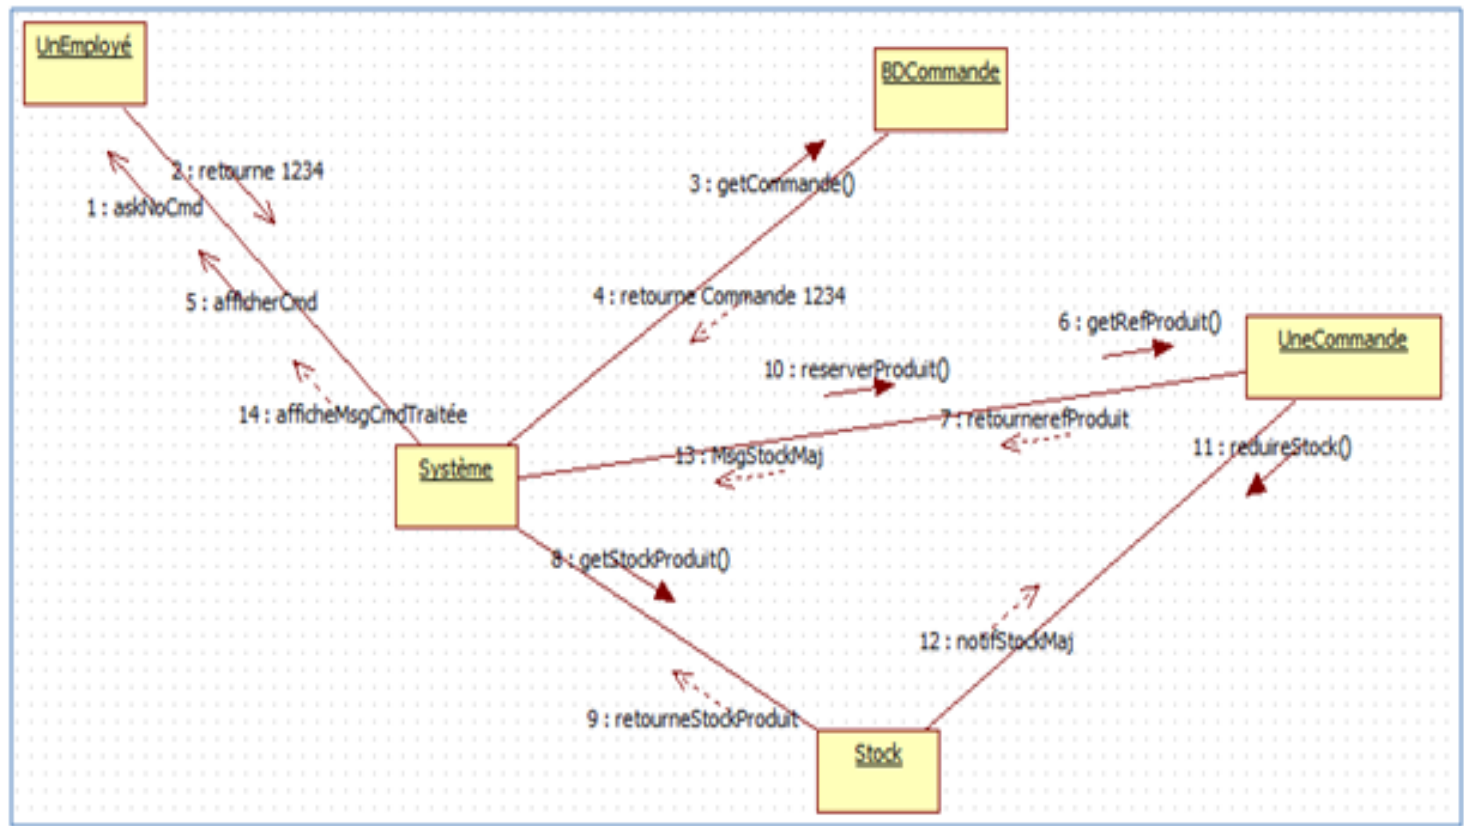 UnEmployé
BDCommande
2 : retourne 1234
3 : getCommande()
1 : askNoCmd
5 : afficherCmd
4 : retourne Commande 1234
6 : getRefProduit()
UneCommande
10 : reserverProduit()
14 : afficheMsgCmdTraitée
7 : retournerefProduit
11 : reduireStock()
13 : MsgStockMaj
Système
8 : getStockProduit()
12 : notifStockMaj
9 : retourneStockProduit
Stock